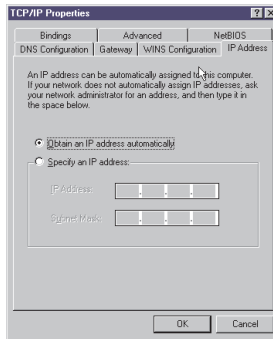 TCP/IP Properties
Bindings Advanced NetBIOS
DNS Configuration Gateway WINS Configuration IP Address
An IP address can be automatically assigned to this computer.
If your network does not automatically assign IP addresses, ask
your network administrator for an address, and then type it in
the space below.
Obtain an IP address automatically
Specify an IP address:
IP Address:
Subnet Mask:
OK Cancel